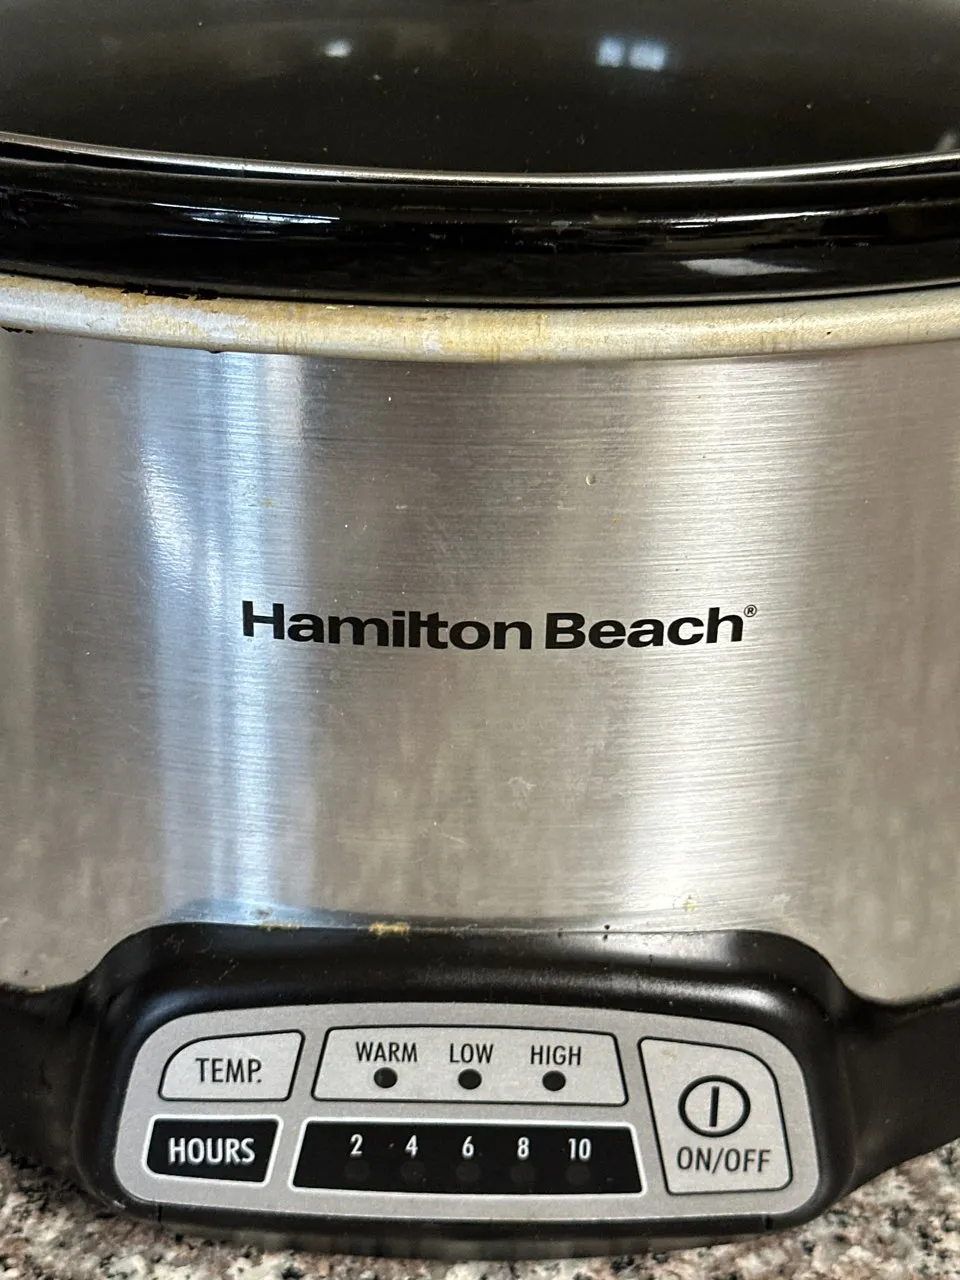 Hamilton Beach®
TEMP.
WARM LOW HIGH
HOURS
2 4 6 8 10
ON/OFF